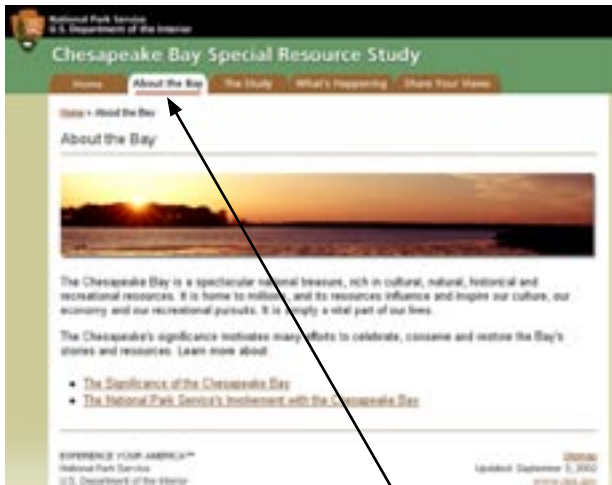 National Park Service
U.S. Department of the Interior
Chesapeake Bay Special Resource Study
Home About the Bay The Study What's Happening Share Your Views
Home > About the Bay
About the Bay
The Chesapeake Bay is a spectacular national treasure, rich in cultural, natural, historical and
recreational resources. It is home to millions, and its resources influence and inspire our culture, our
economy and our recreational pursuits. It is simply a vital part of our lives.
The Chesapeake's significance motivates many efforts to celebrate, conserve and restore the Bay's
stories and resources. Learn more about:
• The Significance of the Chesapeake Bay
• The National Park Service's Involvement with the Chesapeake Bay
EXPERIENCE YOUR AMERICA™
Sitemap
National Park Service
Updated: September 3, 2002
U.S. Department of the Interior
www.nps.gov